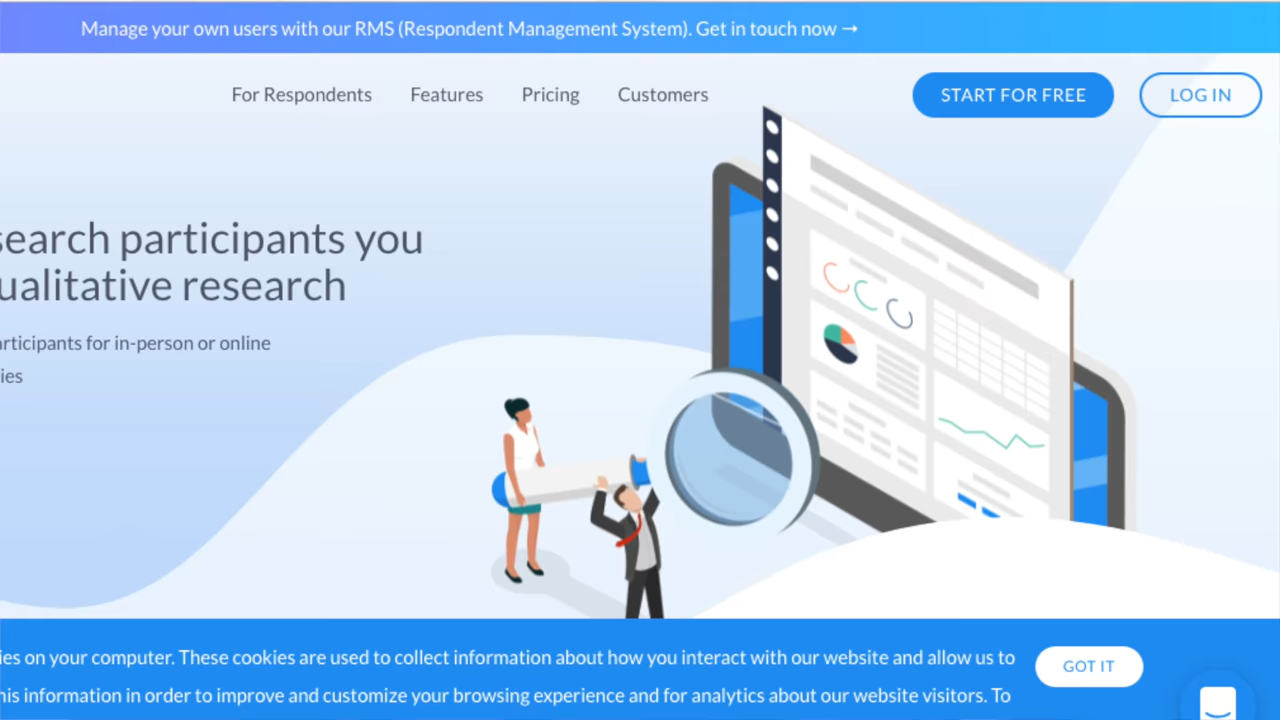 Manage your own users with our RMS (Respondent Management System). Get in touch now →
For Respondents Features Pricing Customers START FOR FREE LOG IN
search participants you
ualitative research
articipants for in-person or online
ies
ies on your computer. These cookies are used to collect information about how you interact with our website and allow us to
GOT IT
his information in order to improve and customize your browsing experience and for analytics about our website visitors. To